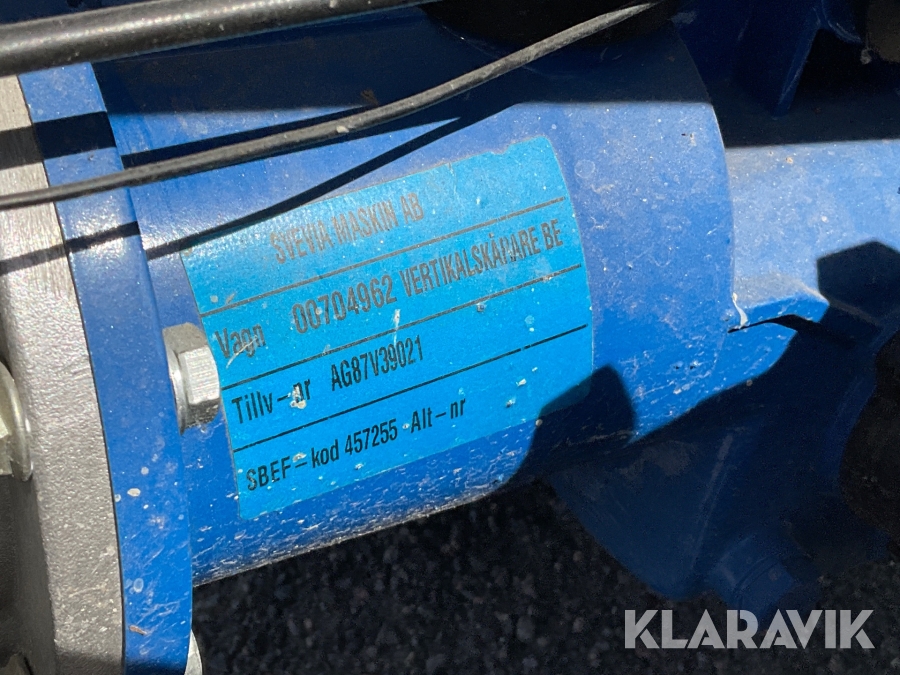 SVEVIA MASKIN AB
Vagn 00704962 VERTIKALSKÄRARE BE
Tillv-nr AG87V39021
SBEF-kod 457255 Alt-nr
KLARAVIK